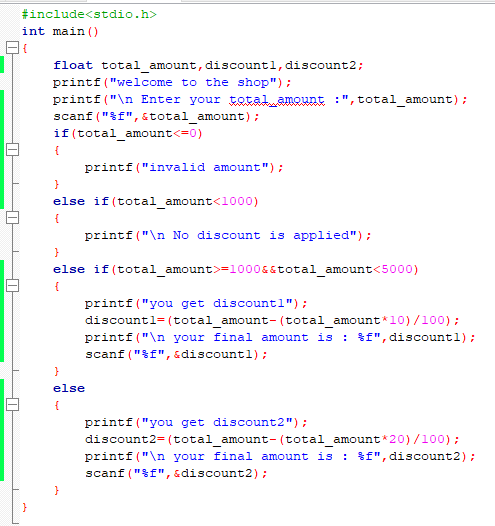 #include<stdio.h>
int main()
{
    float total_amount,discount1,discount2;
    printf("welcome to the shop");
    printf("\n Enter your total_amount :",total_amount);
    scanf("%f",&total_amount);
    if(total_amount<=0)
    {
        printf("invalid amount");
    }
    else if(total_amount<1000)
    {
        printf("\n No discount is applied");
    }
    else if(total_amount>=1000&&total_amount<5000)
    {
        printf("you get discount1");
        discount1=(total_amount-(total_amount*10)/100);
        printf("\n your final amount is : %f",discount1);
        scanf("%f",&discount1);
    }
    else
    {
        printf("you get discount2");
        discount2=(total_amount-(total_amount*20)/100);
        printf("\n your final amount is : %f",discount2);
        scanf("%f",&discount2);
    }
}